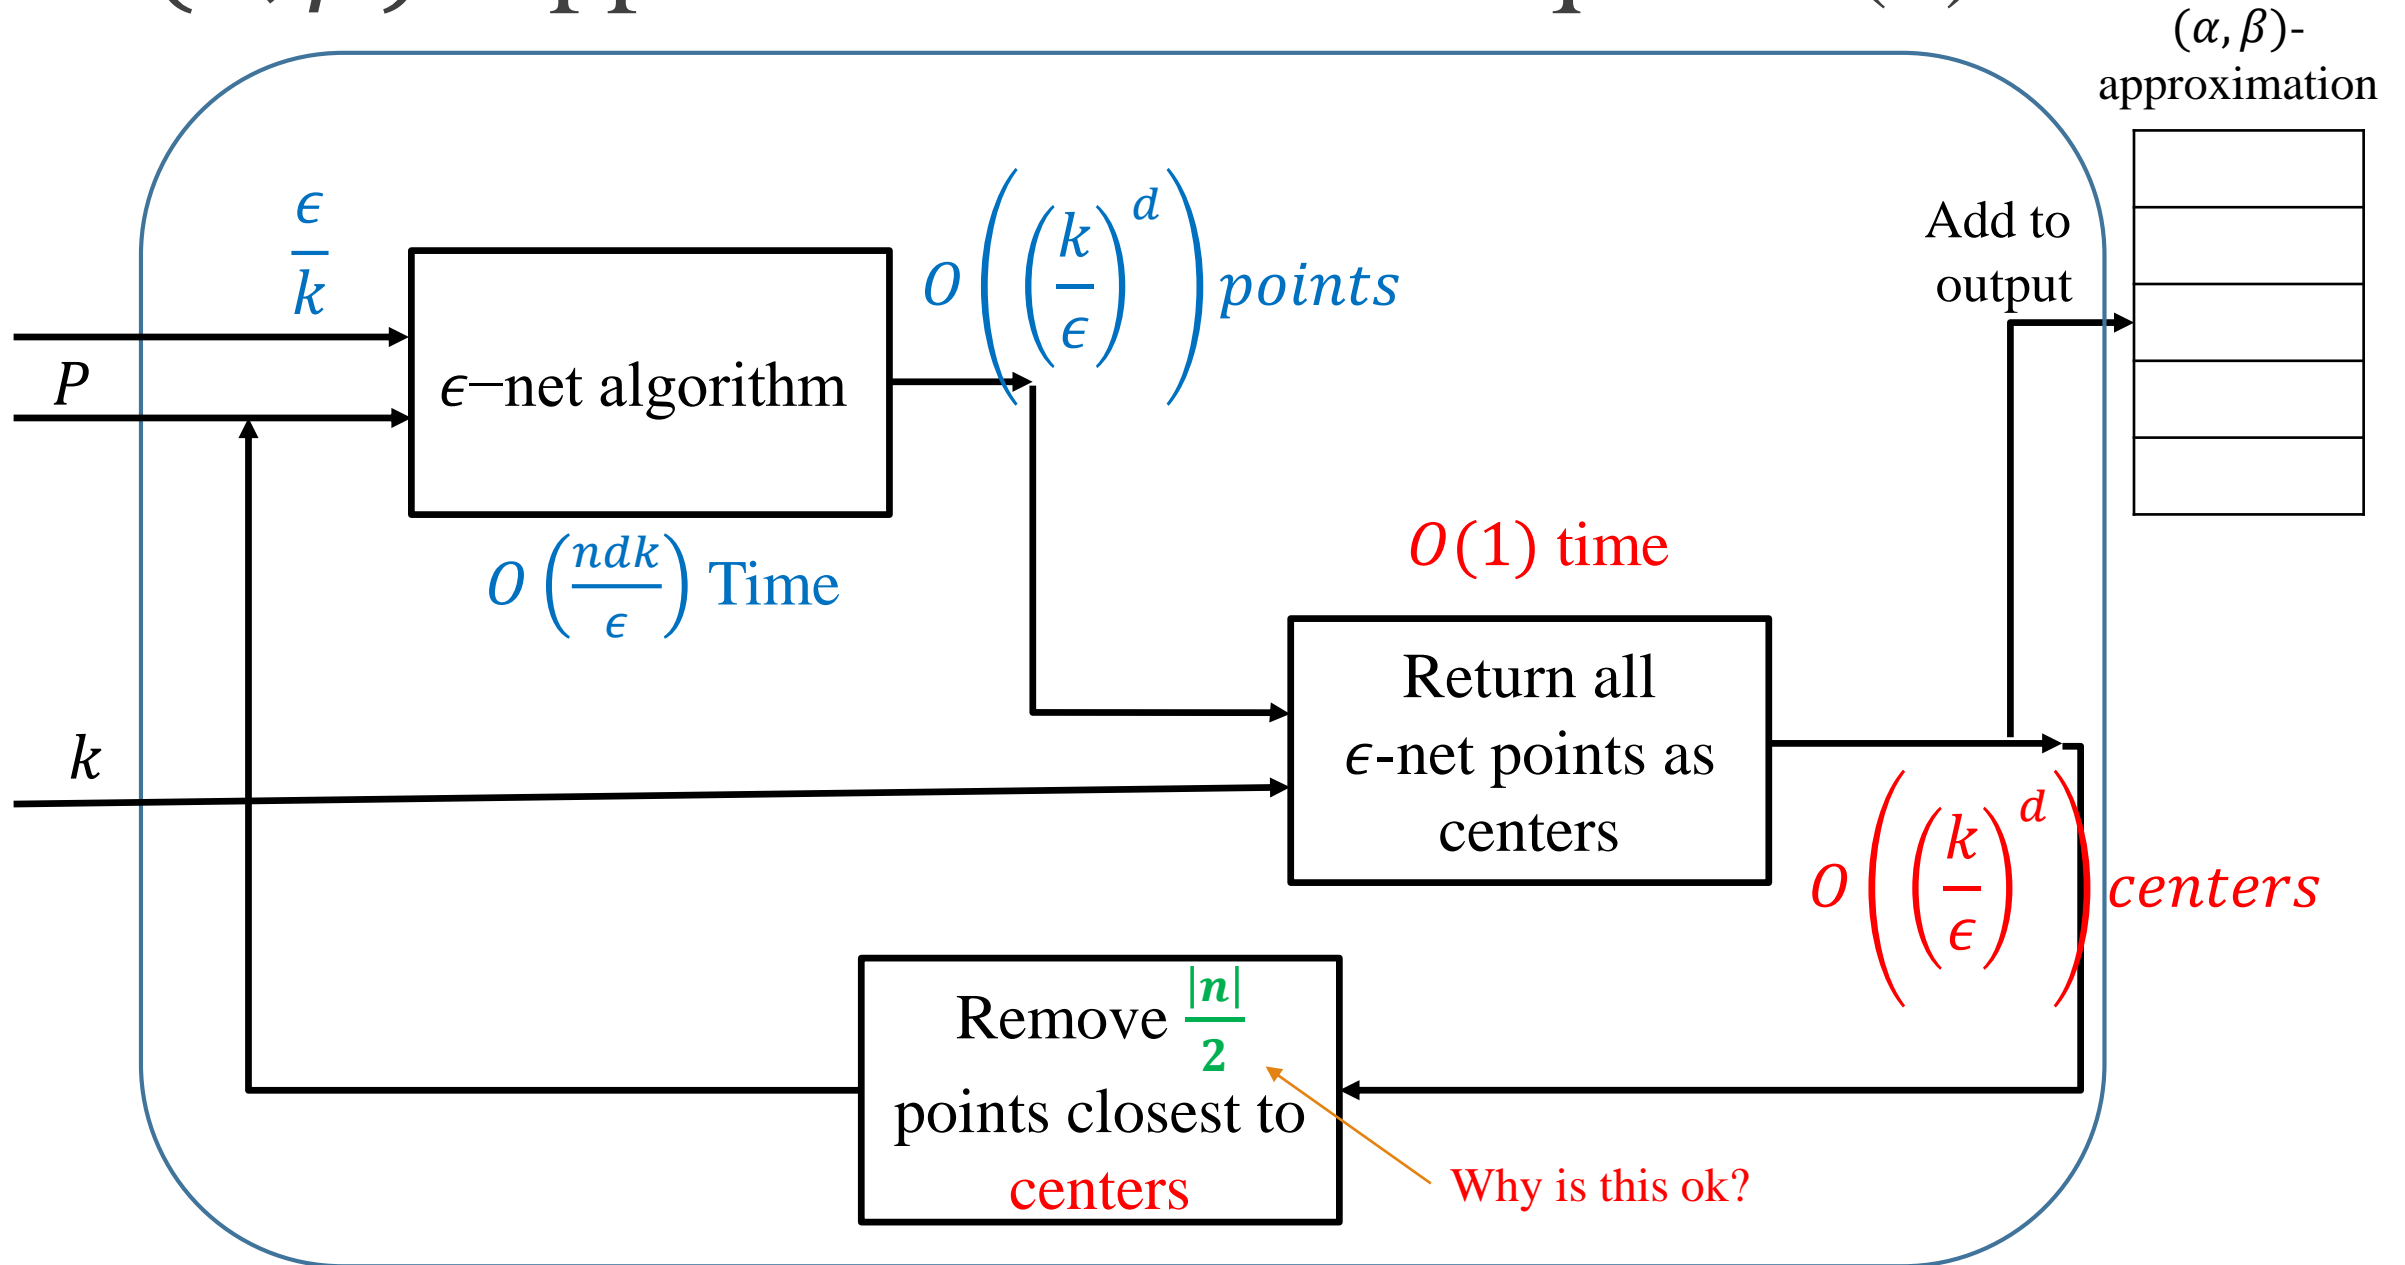 (α, β)-
approximation
ϵ/k
O((k/ϵ)^d) points
Add to
output
P
ϵ−net algorithm
O(ndk/ϵ) Time
O(1) time
k
Return all
ϵ-net points as
centers
O((k/ϵ)^d) centers
Remove |n|/2
points closest to
centers
Why is this ok?